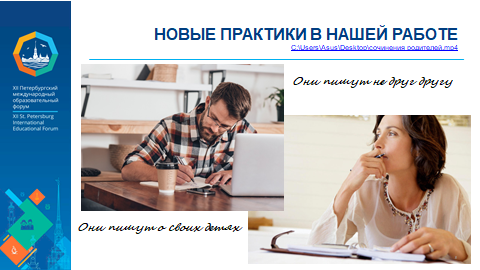 НОВЫЕ ПРАКТИКИ В НАШЕЙ РАБОТЕ
C:\Users\Asus\Desktop\сочинения родителей.mp4
XII Петербургский
международный
образовательный
форум
XII St. Petersburg
International
Educational Forum
Они пишут не друг другу
Они пишут о своих детях